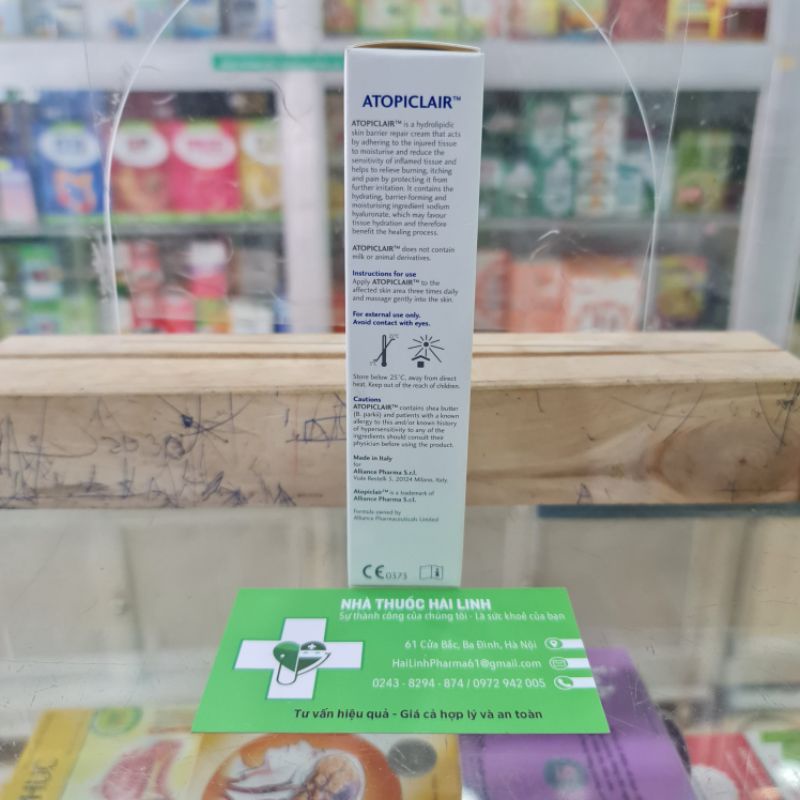 ATOPICLAIR™
ATOPICLAIR™ is a hydrolipidic
skin barrier repair cream that acts
by adhering to the injured tissue
to moisturise and reduce the
sensitivity of inflamed tissue and
helps to relieve burning, itching
and pain by protecting it from
further irritation. It contains the
hydrating, barrier-forming and
moisturising ingredient sodium
hyaluronate, which may favour
tissue hydration and therefore
benefit the healing process.
ATOPICLAIR™ does not contain
milk or animal derivatives.
Instructions for use
Apply ATOPICLAIR™ to the
affected skin area three times daily
and massage gently into the skin.
For external use only.
Avoid contact with eyes.
Store below 25°C, away from direct
heat. Keep out of the reach of children.
Cautions
ATOPICLAIR™ contains shea butter
(B. parkii) and patients with a known
allergy to this and/or known history
of hypersensitivity to any of the
ingredients should consult their
physician before using the product.
Made in Italy
for
Alliance Pharma S.r.l.
Viale Restelli 5, 20124 Milano, Italy.
Atopiclair™ is a trademark of
Alliance Pharma S.r.l.
Formula owned by
Alliance Pharmaceuticals Limited
CE 0373
NHÀ THUỐC HẢI LINH
Sự thành công của chúng tôi - Là sức khoẻ của bạn
61 Cửa Bắc, Ba Đình, Hà Nội
HaiLinhPharma61@gmail.com
0243 - 8294 - 874 / 0972 942 005
Tư vấn hiệu quả - Giá cả hợp lý và an toàn